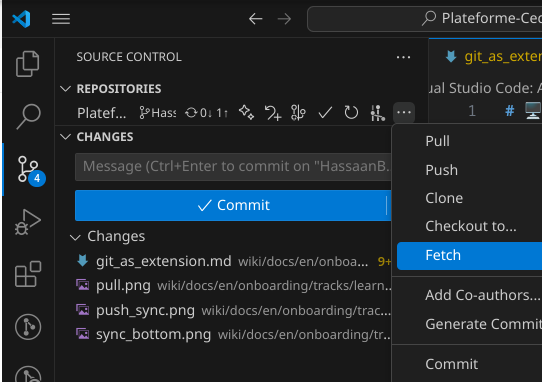 Plateforme-Cec
SOURCE CONTROL
REPOSITORIES
Platef... Hass 0↓ 1↑
CHANGES
Message (Ctrl+Enter to commit on "HassaanB.
Commit
Changes
4
git_as_extension.md wiki/docs/en/onboa... 9+
pull.png wiki/docs/en/onboarding/tracks/learn...
push_sync.png wiki/docs/en/onboarding/trac...
sync_bottom.png wiki/docs/en/onboarding/tr...
git_as_exten
ual Studio Code: A
1 #
Pull
Push
Clone
Checkout to...
Fetch
Add Co-authors...
Generate Commit
Commit